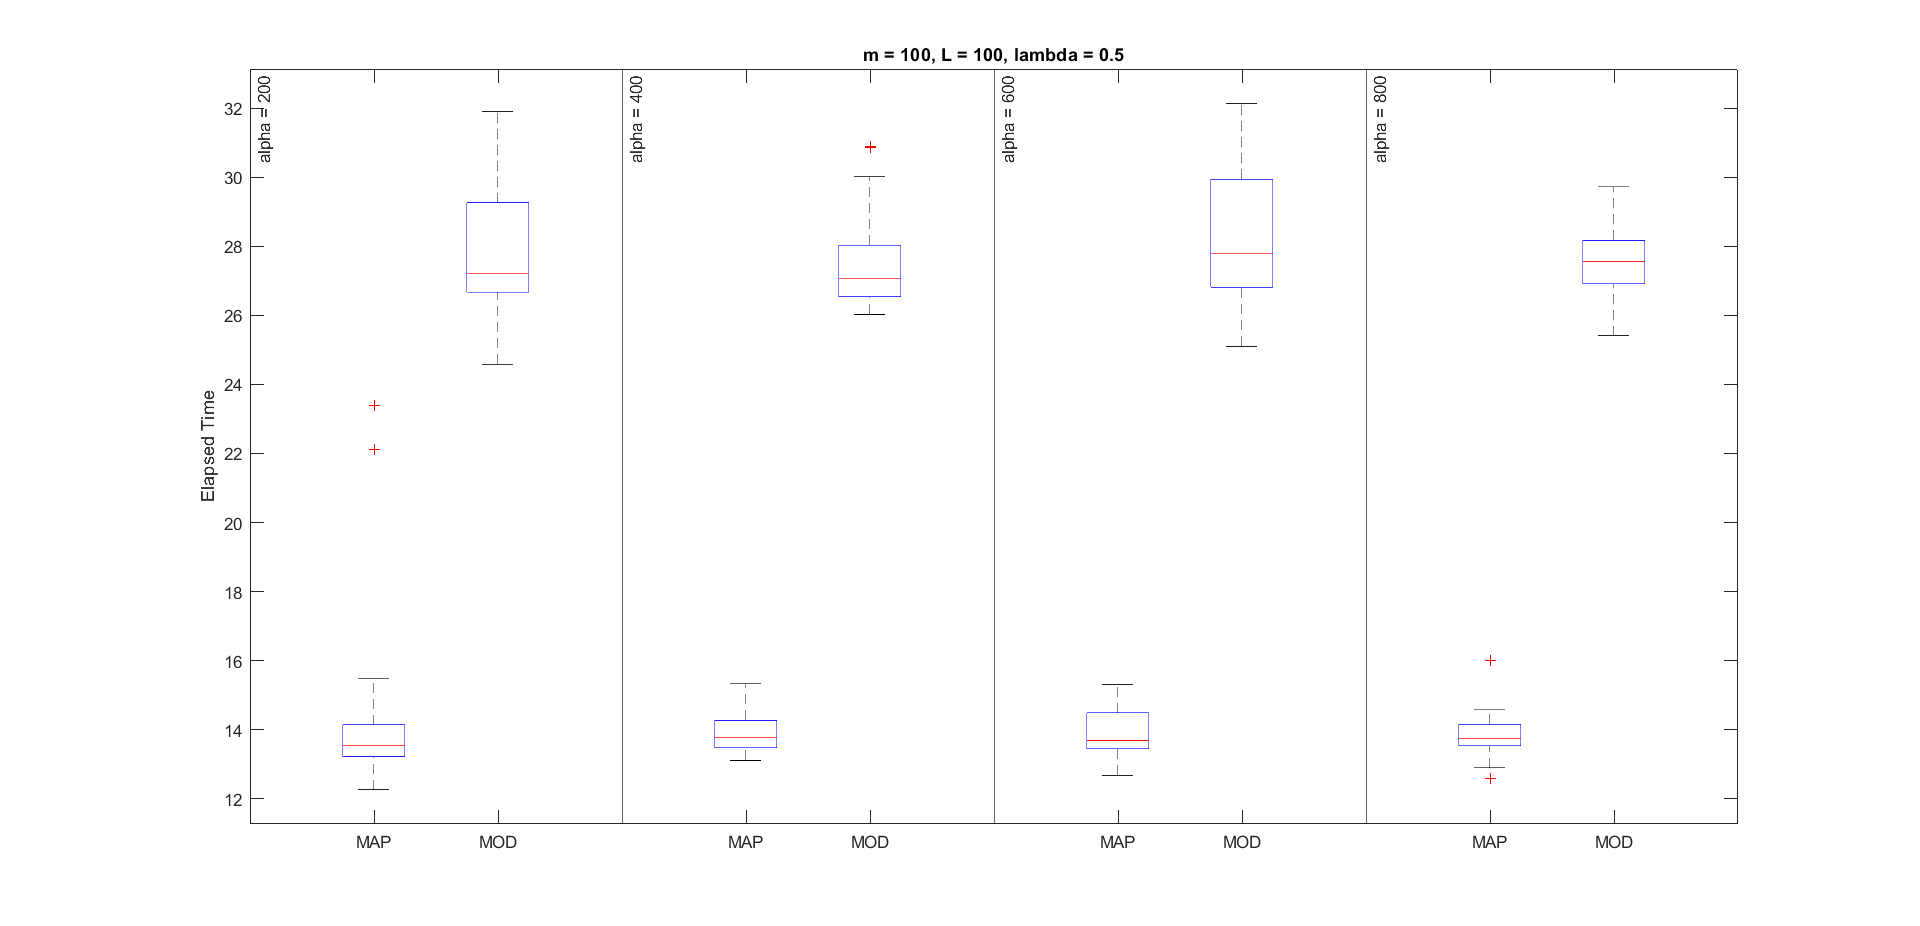 m = 100, L = 100, lambda = 0.5
alpha = 200
alpha = 400
alpha = 600
alpha = 800
Elapsed Time
32
30
28
26
24
22
20
18
16
14
12
MAP MOD MAP MOD MAP MOD MAP MOD